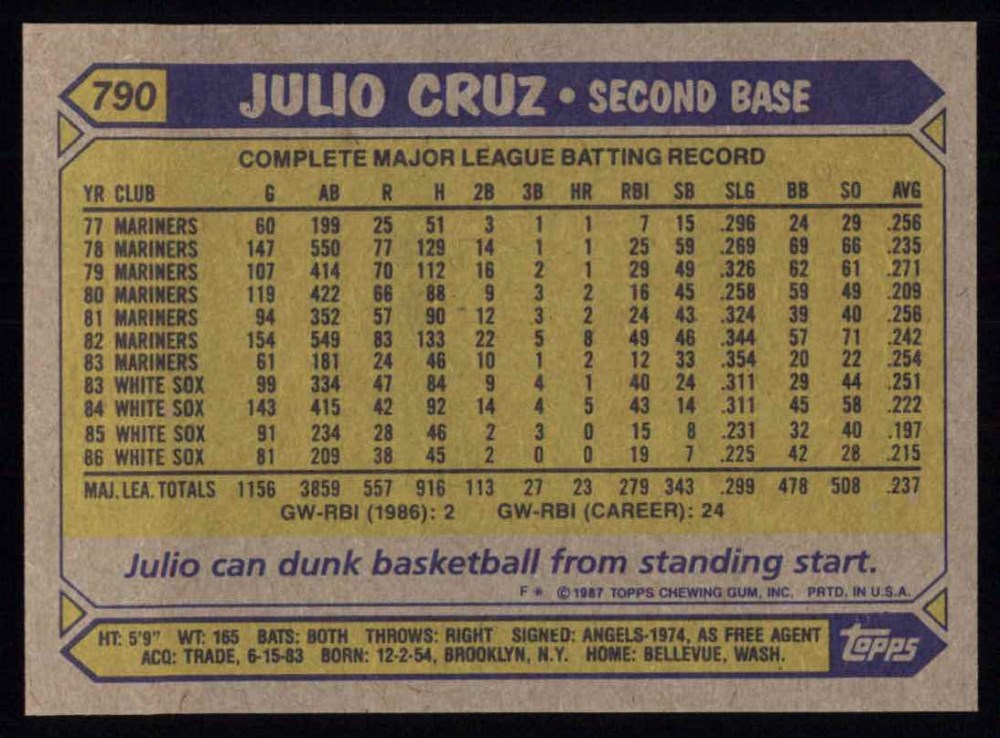 790 JULIO CRUZ • SECOND BASE
COMPLETE MAJOR LEAGUE BATTING RECORD
YR CLUB G AB R H 2B 3B HR RBI SB SLG BB SO AVG
77 MARINERS 60 199 25 51 3 1 1 7 15 .296 24 29 .256
78 MARINERS 147 550 77 129 14 1 1 25 59 .269 69 66 .235
79 MARINERS 107 414 70 112 16 2 1 29 49 .326 62 61 .271
80 MARINERS 119 422 66 88 9 3 2 16 45 .258 59 49 .209
81 MARINERS 94 352 57 90 12 3 2 24 43 .324 39 40 .256
82 MARINERS 154 549 83 133 22 5 8 49 46 .344 57 71 .242
83 MARINERS 61 181 24 46 10 1 2 12 33 .354 20 22 .254
83 WHITE SOX 99 334 47 84 9 4 1 40 24 .311 29 44 .251
84 WHITE SOX 143 415 42 92 14 4 5 43 14 .311 45 58 .222
85 WHITE SOX 91 234 28 46 2 3 0 15 8 .231 32 40 .197
86 WHITE SOX 81 209 38 45 2 0 0 19 7 .225 42 28 .215
MAJ. LEA. TOTALS 1156 3859 557 916 113 27 23 279 343 .299 478 508 .237
GW-RBI (1986): 2 GW-RBI (CAREER): 24
Julio can dunk basketball from standing start.
F * © 1987 TOPPS CHEWING GUM, INC. PRTD. IN U.S.A.
HT: 5'9" WT: 165 BATS: BOTH THROWS: RIGHT SIGNED: ANGELS-1974, AS FREE AGENT
ACQ: TRADE, 6-15-83 BORN: 12-2-54, BROOKLYN, N.Y. HOME: BELLEVUE, WASH.
topps